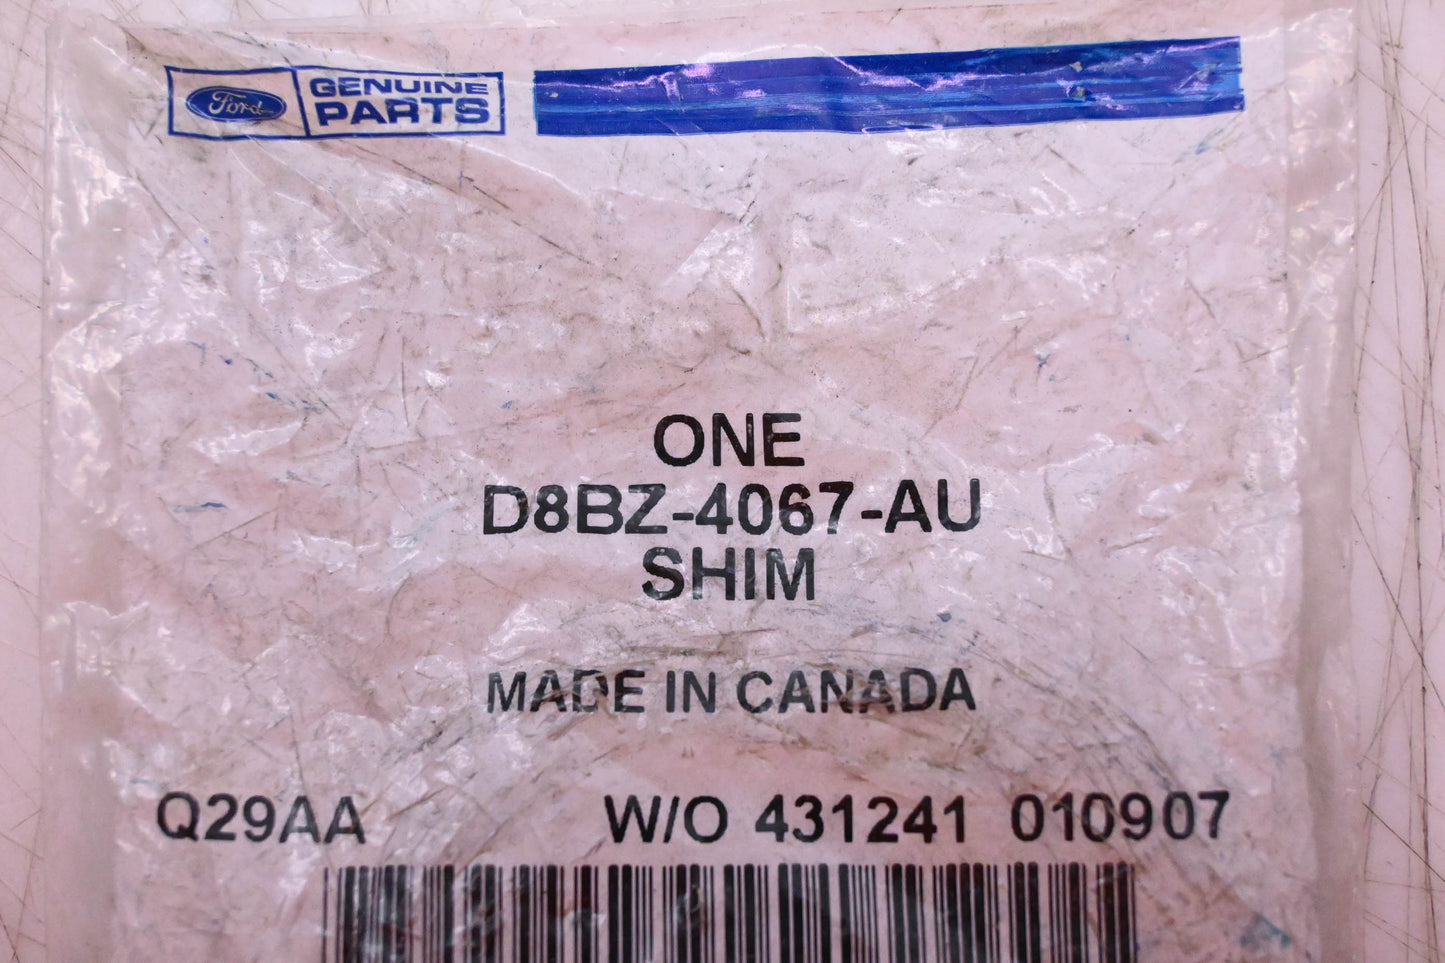 Ford GENUINE
PARTS
ONE
D8BZ-4067-AU
SHIM
MADE IN CANADA
Q29AA W/O 431241 010907